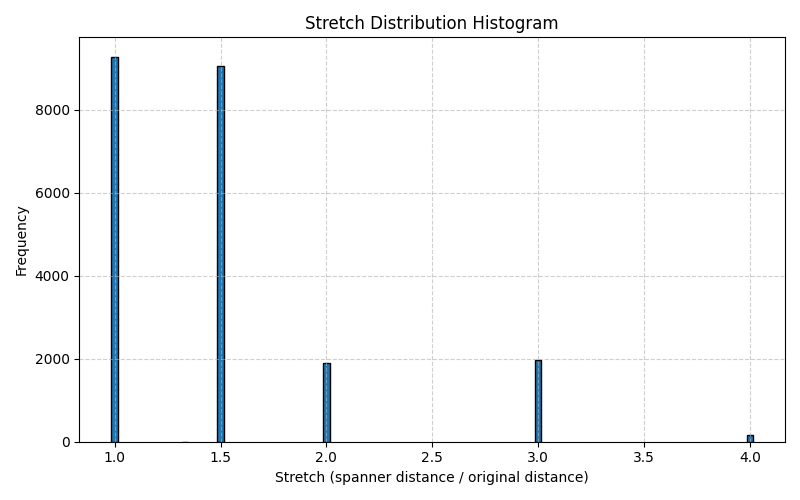 Stretch Distribution Histogram
Frequency
8000
6000
4000
2000
0
1.0 1.5 2.0 2.5 3.0 3.5 4.0
Stretch (spanner distance / original distance)